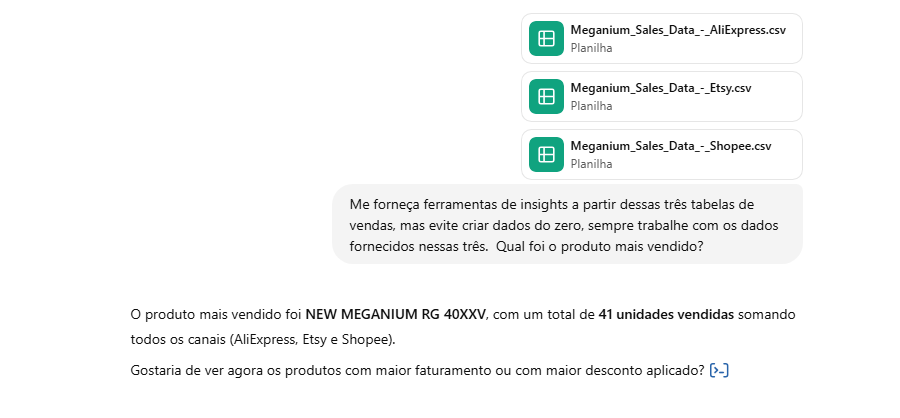 Meganium_Sales_Data_-_AliExpress.csv
Planilha
Meganium_Sales_Data_-_Etsy.csv
Planilha
Meganium_Sales_Data_-_Shopee.csv
Planilha
Me forneça ferramentas de insights a partir dessas três tabelas de
vendas, mas evite criar dados do zero, sempre trabalhe com os dados
fornecidos nessas três.  Qual foi o produto mais vendido?
O produto mais vendido foi NEW MEGANIUM RG 40XXV, com um total de 41 unidades vendidas somando
todos os canais (AliExpress, Etsy e Shopee).
Gostaria de ver agora os produtos com maior faturamento ou com maior desconto aplicado?